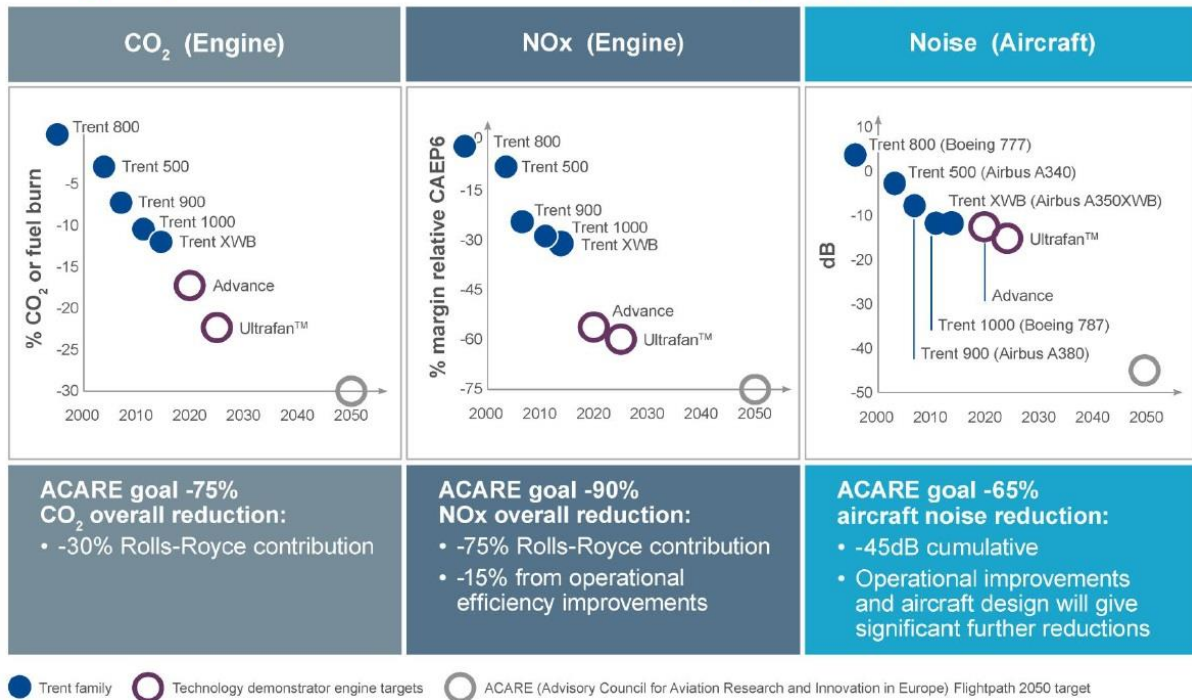 CO₂ (Engine)
NOx (Engine)
Noise (Aircraft)
% CO₂ or fuel burn
Trent 800
Trent 500
Trent 900
Trent 1000
Trent XWB
Advance
Ultrafan™
-5
-10
-15
-20
-25
-30
2000 2010 2020 2030 2040 2050
% margin relative CAEP6
0
Trent 800
Trent 500
Trent 900
Trent 1000
Trent XWB
Advance
Ultrafan™
-15
-30
-45
-60
-75
2000 2010 2020 2030 2040 2050
dB
10
Trent 800 (Boeing 777)
0
Trent 500 (Airbus A340)
Trent XWB (Airbus A350XWB)
-10
Ultrafan™
-20
Advance
-30
Trent 1000 (Boeing 787)
-40
Trent 900 (Airbus A380)
-50
2000 2010 2020 2030 2040 2050
ACARE goal -75%
CO₂ overall reduction:
• -30% Rolls-Royce contribution
ACARE goal -90%
NOx overall reduction:
• -75% Rolls-Royce contribution
• -15% from operational
efficiency improvements
ACARE goal -65%
aircraft noise reduction:
• -45dB cumulative
• Operational improvements
and aircraft design will give
significant further reductions
Trent family
Technology demonstrator engine targets
ACARE (Advisory Council for Aviation Research and Innovation in Europe) Flightpath 2050 target